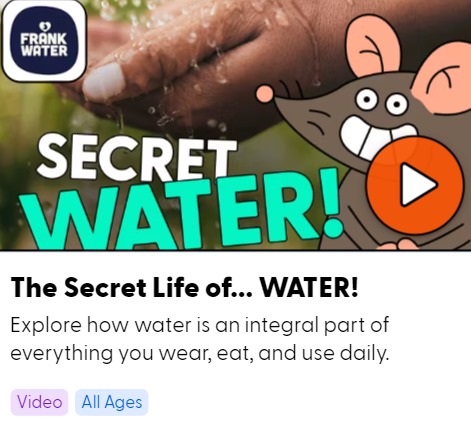 FRANK
WATER
SECRET
WATER!
The Secret Life of... WATER!
Explore how water is an integral part of
everything you wear, eat, and use daily.
Video All Ages